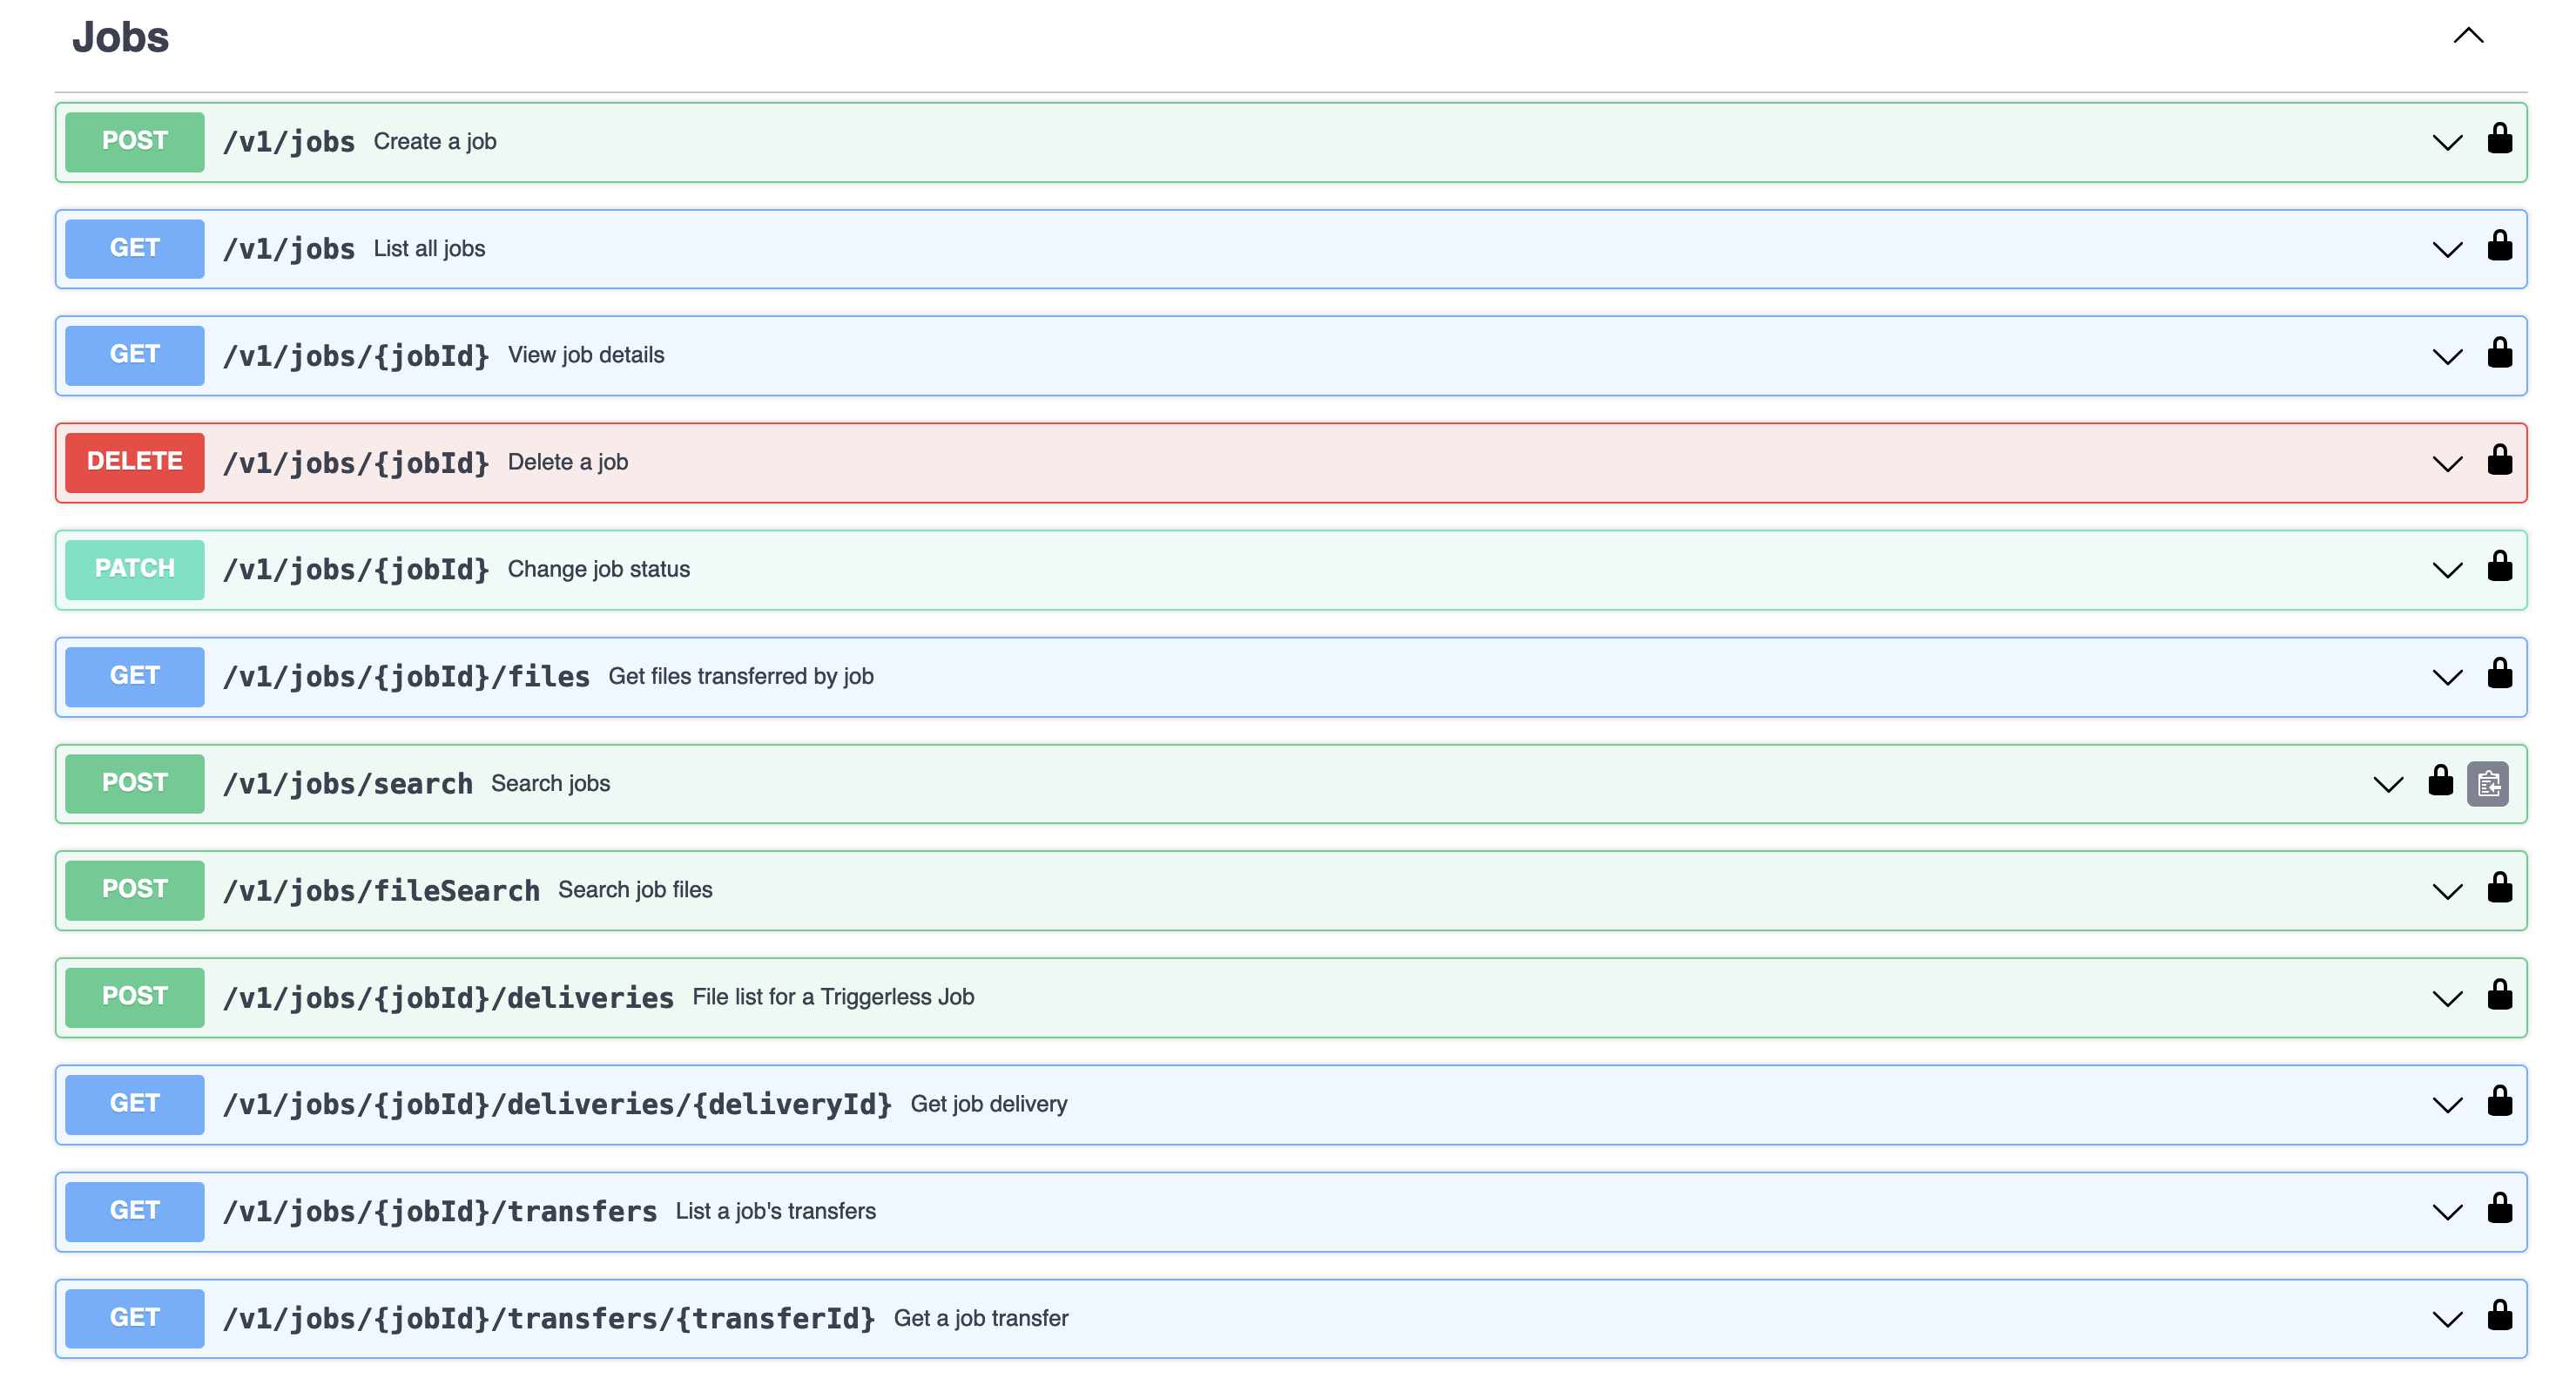 Jobs
POST /v1/jobs Create a job
GET /v1/jobs List all jobs
GET /v1/jobs/{jobId} View job details
DELETE /v1/jobs/{jobId} Delete a job
PATCH /v1/jobs/{jobId} Change job status
GET /v1/jobs/{jobId}/files Get files transferred by job
POST /v1/jobs/search Search jobs
POST /v1/jobs/fileSearch Search job files
POST /v1/jobs/{jobId}/deliveries File list for a Triggerless Job
GET /v1/jobs/{jobId}/deliveries/{deliveryId} Get job delivery
GET /v1/jobs/{jobId}/transfers List a job's transfers
GET /v1/jobs/{jobId}/transfers/{transferId} Get a job transfer